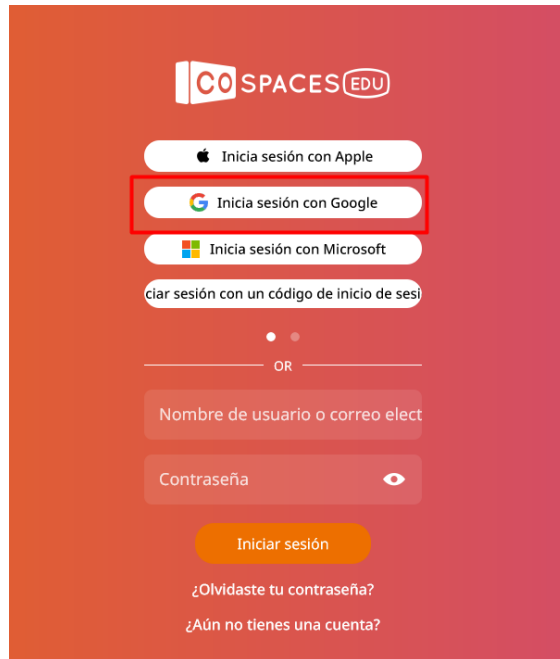 CO SPACES EDU
Inicia sesión con Apple
Inicia sesión con Google
Inicia sesión con Microsoft
ciar sesión con un código de inicio de sesi
OR
Nombre de usuario o correo elect
Contraseña
Iniciar sesión
¿Olvidaste tu contraseña?
¿Aún no tienes una cuenta?